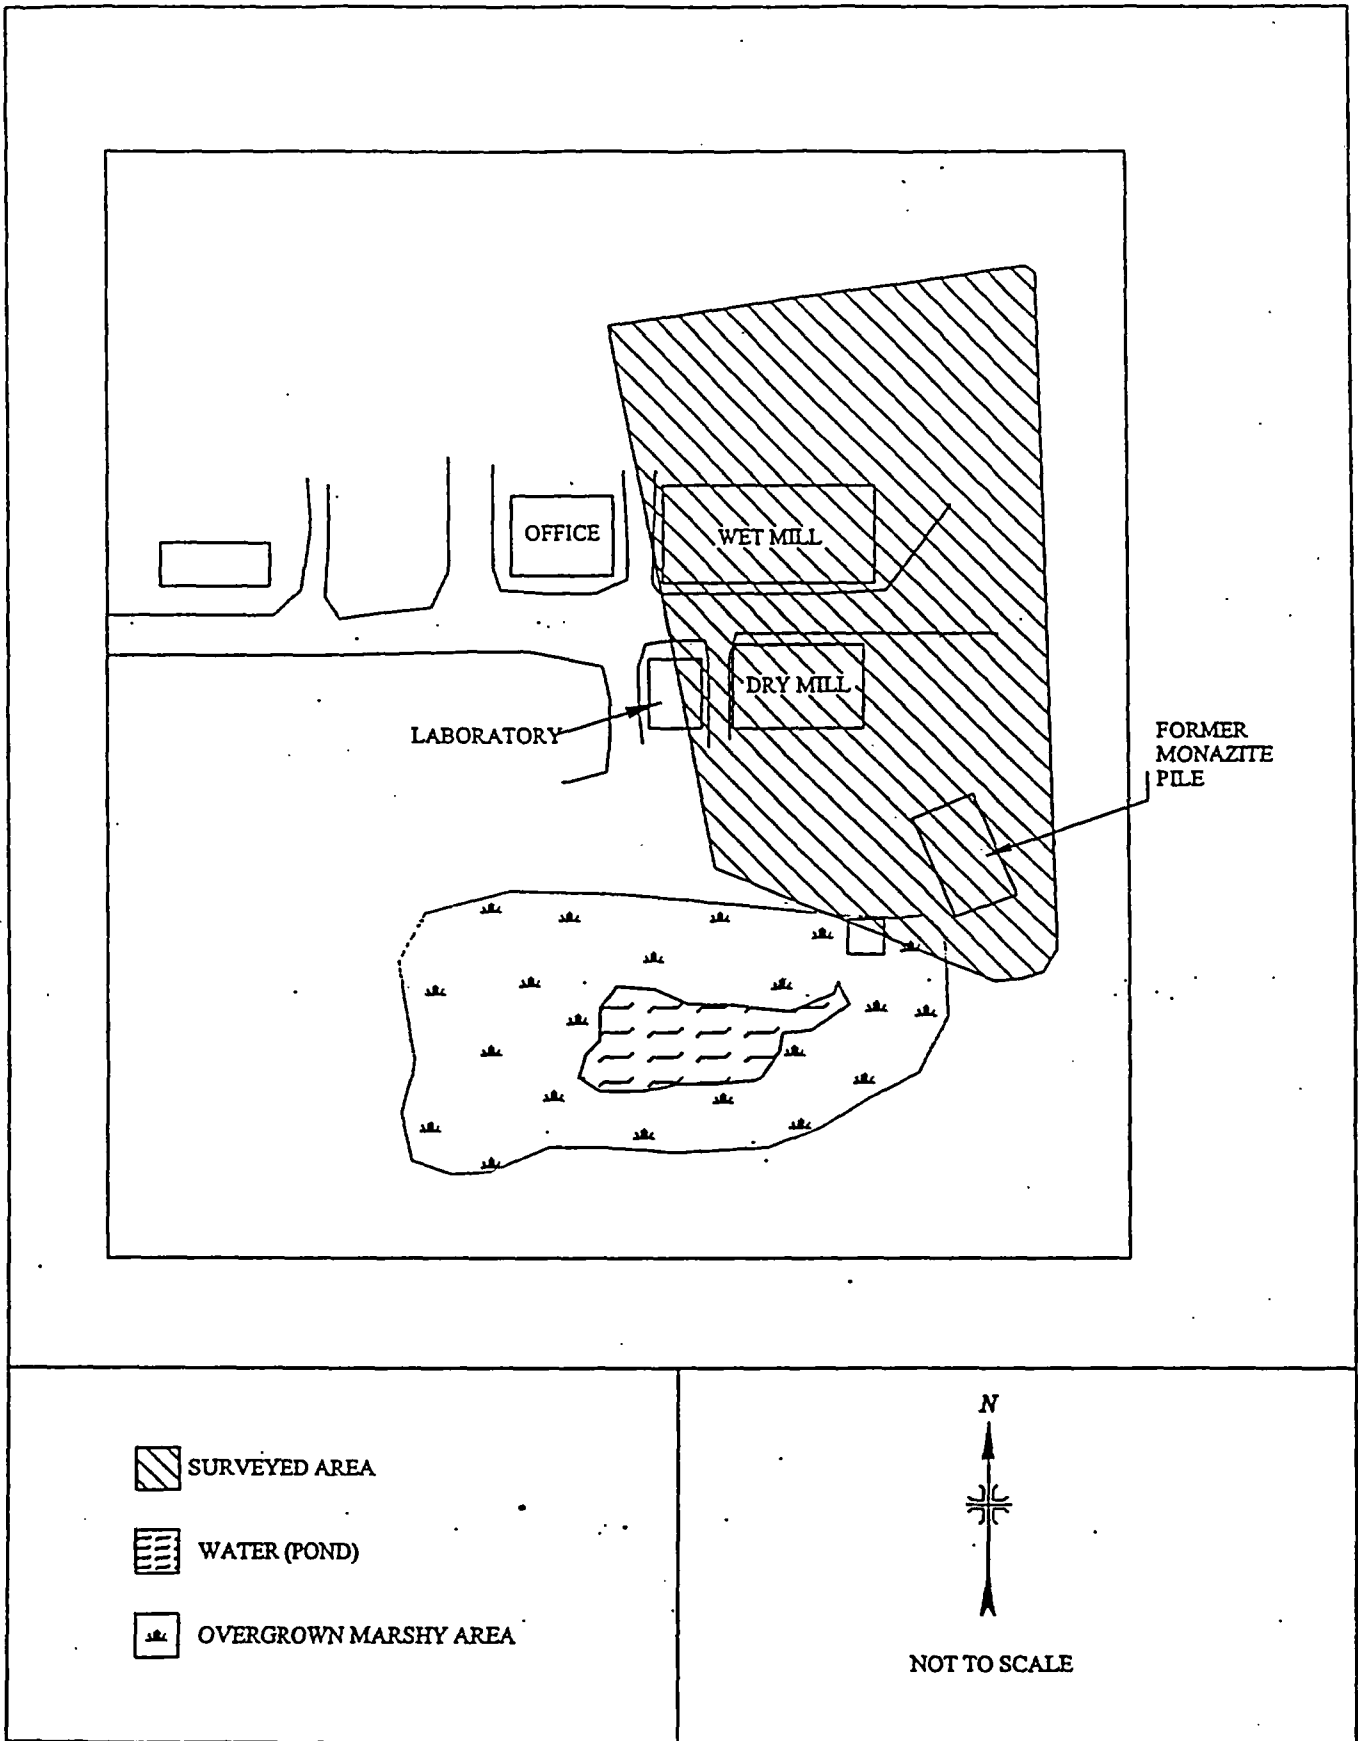 OFFICE
WET MILL
DRY MILL
LABORATORY
FORMER
MONAZITE
PILE
SURVEYED AREA
WATER (POND)
OVERGROWN MARSHY AREA
N
NOT TO SCALE